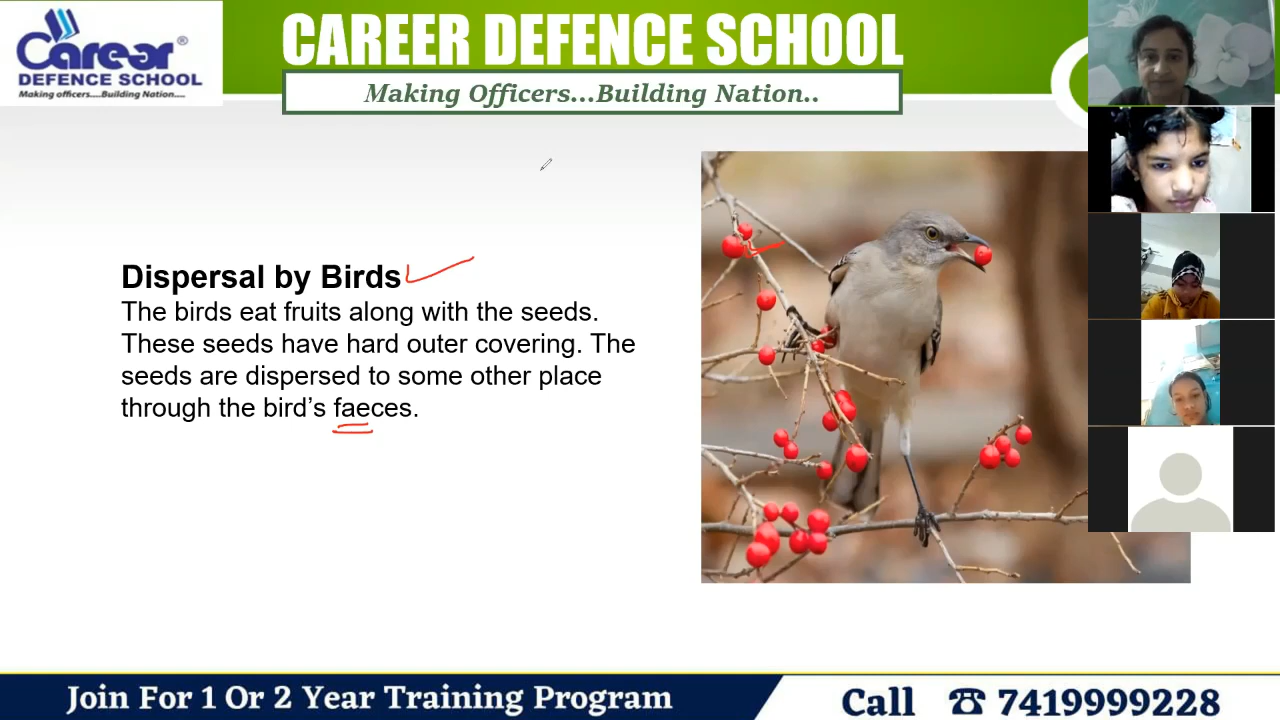 Carear®
DEFENCE SCHOOL
Making officers....Building Nation.....
CAREER DEFENCE SCHOOL
Making Officers...Building Nation..
Dispersal by Birds
The birds eat fruits along with the seeds.
These seeds have hard outer covering. The
seeds are dispersed to some other place
through the bird’s faeces.
Join For 1 Or 2 Year Training Program
Call ☎ 7419999228